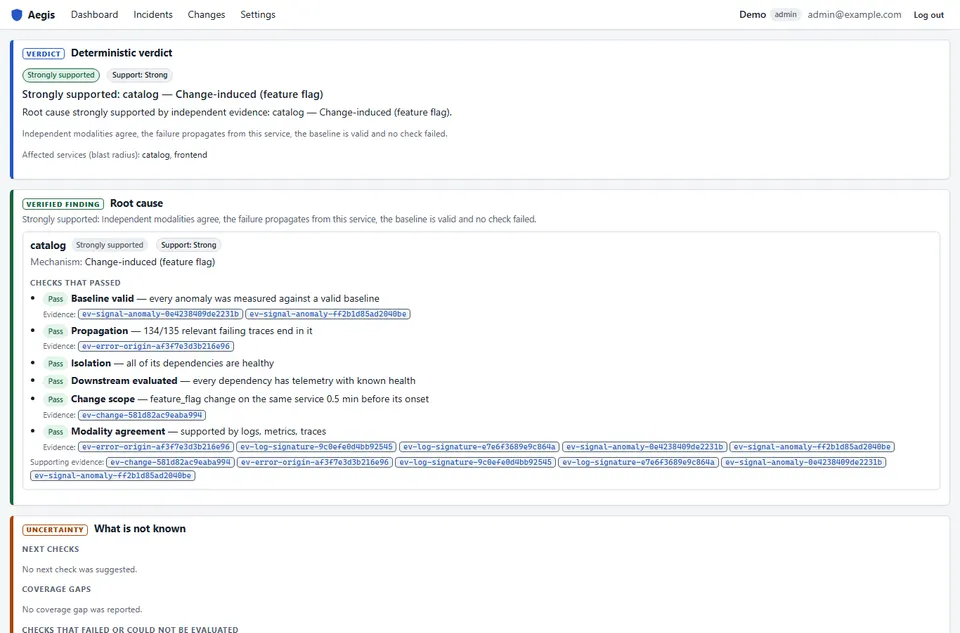 Aegis Dashboard Incidents Changes Settings Demo admin admin@example.com Log out
VERDICT Deterministic verdict
Strongly supported Support: Strong
Strongly supported: catalog — Change-induced (feature flag)
Root cause strongly supported by independent evidence: catalog — Change-induced (feature flag).
Independent modalities agree, the failure propagates from this service, the baseline is valid and no check failed.
Affected services (blast radius): catalog, frontend
VERIFIED FINDING Root cause
Strongly supported: Independent modalities agree, the failure propagates from this service, the baseline is valid and no check failed.
catalog Strongly supported Support: Strong
Mechanism: Change-induced (feature flag)
CHECKS THAT PASSED
• Pass Baseline valid — every anomaly was measured against a valid baseline
Evidence: ev-signal-anomaly-0e4238409de2231b ev-signal-anomaly-ff2b1d85ad2040be
• Pass Propagation — 134/135 relevant failing traces end in it
Evidence: ev-error-origin-af3f7e3d3b216e96
• Pass Isolation — all of its dependencies are healthy
• Pass Downstream evaluated — every dependency has telemetry with known health
• Pass Change scope — feature_flag change on the same service 0.5 min before its onset
Evidence: ev-change-581d82ac9eaba994
• Pass Modality agreement — supported by logs, metrics, traces
Evidence: ev-error-origin-af3f7e3d3b216e96 ev-log-signature-9c0efe0d4bb92545 ev-log-signature-e7e6f3689e9c864a ev-signal-anomaly-0e4238409de2231b ev-signal-anomaly-ff2b1d85ad2040be
Supporting evidence: ev-change-581d82ac9eaba994 ev-error-origin-af3f7e3d3b216e96 ev-log-signature-9c0efe0d4bb92545 ev-log-signature-e7e6f3689e9c864a ev-signal-anomaly-0e4238409de2231b
ev-signal-anomaly-ff2b1d85ad2040be
UNCERTAINTY What is not known
NEXT CHECKS
No next check was suggested.
COVERAGE GAPS
No coverage gap was reported.
CHECKS THAT FAILED OR COULD NOT BE EVALUATED